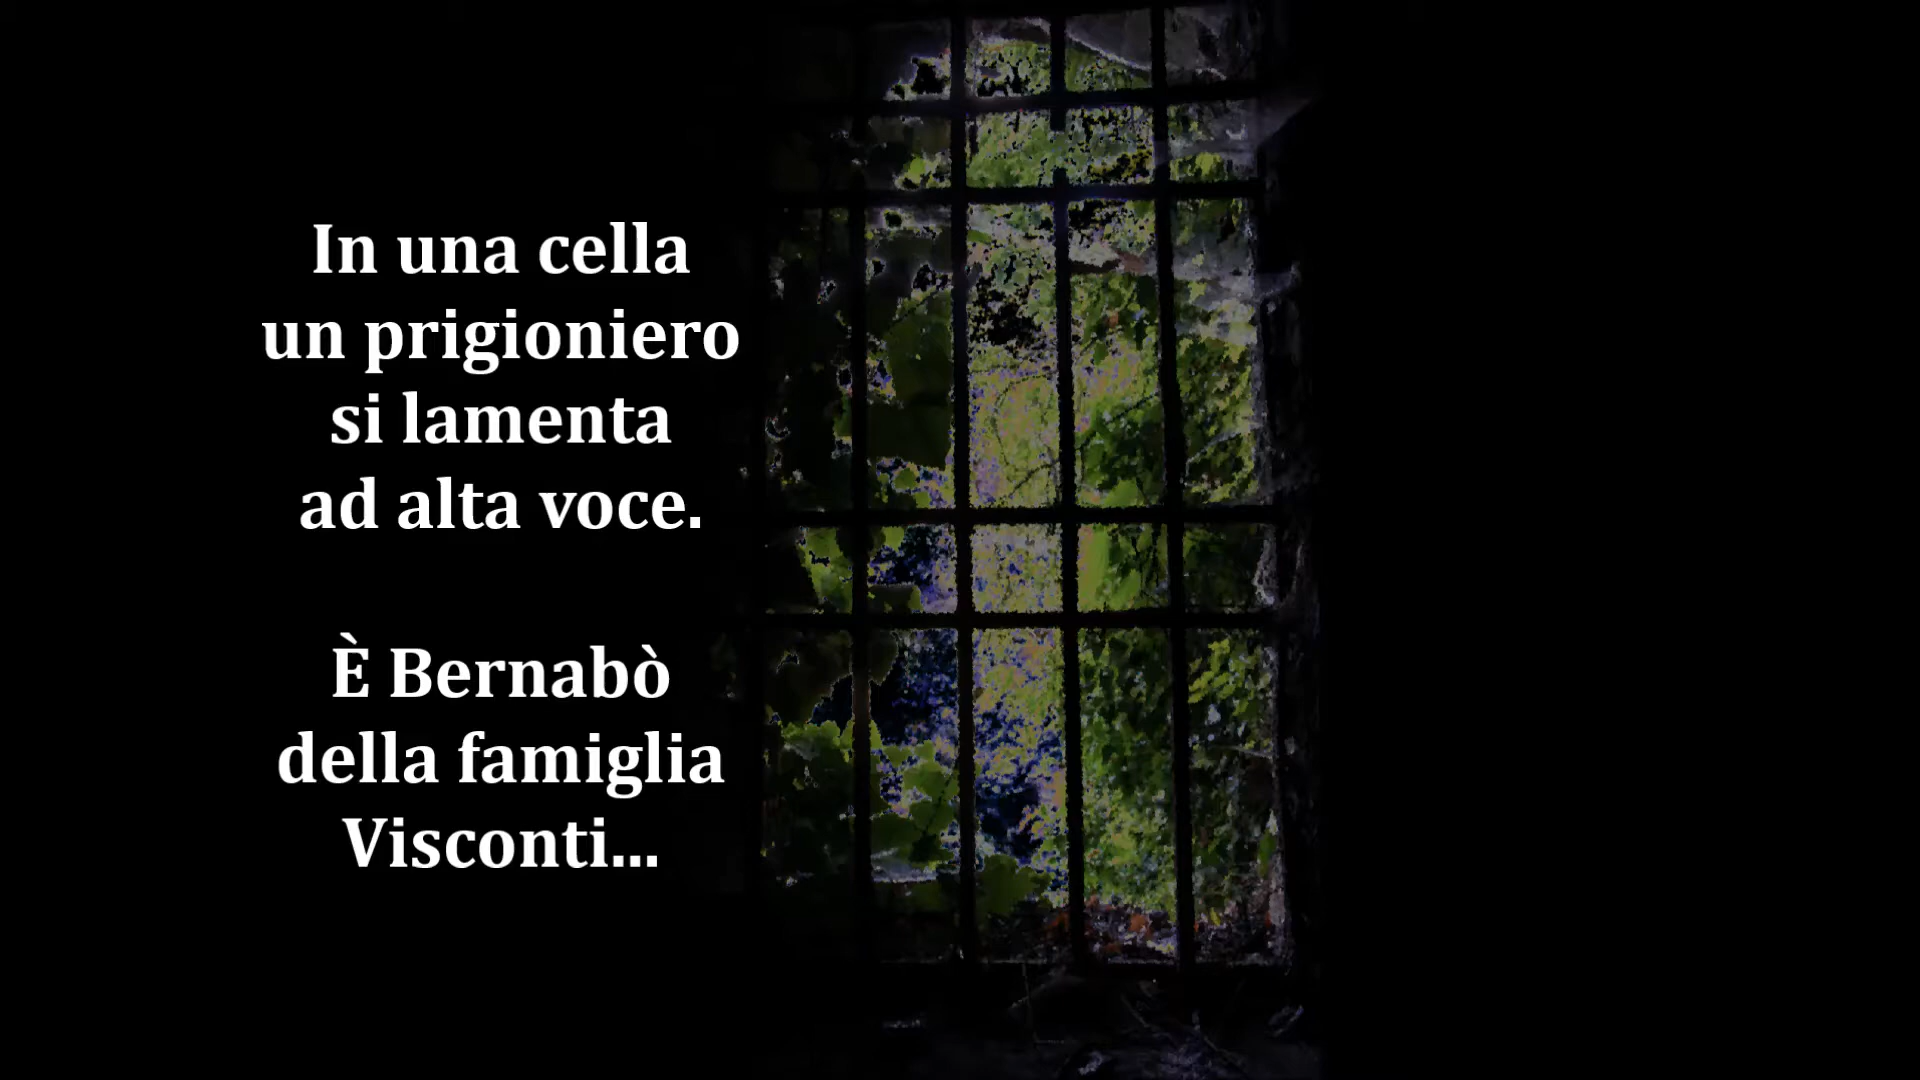 In una cella
un prigioniero
si lamenta
ad alta voce.
È Bernabò
della famiglia
Visconti...